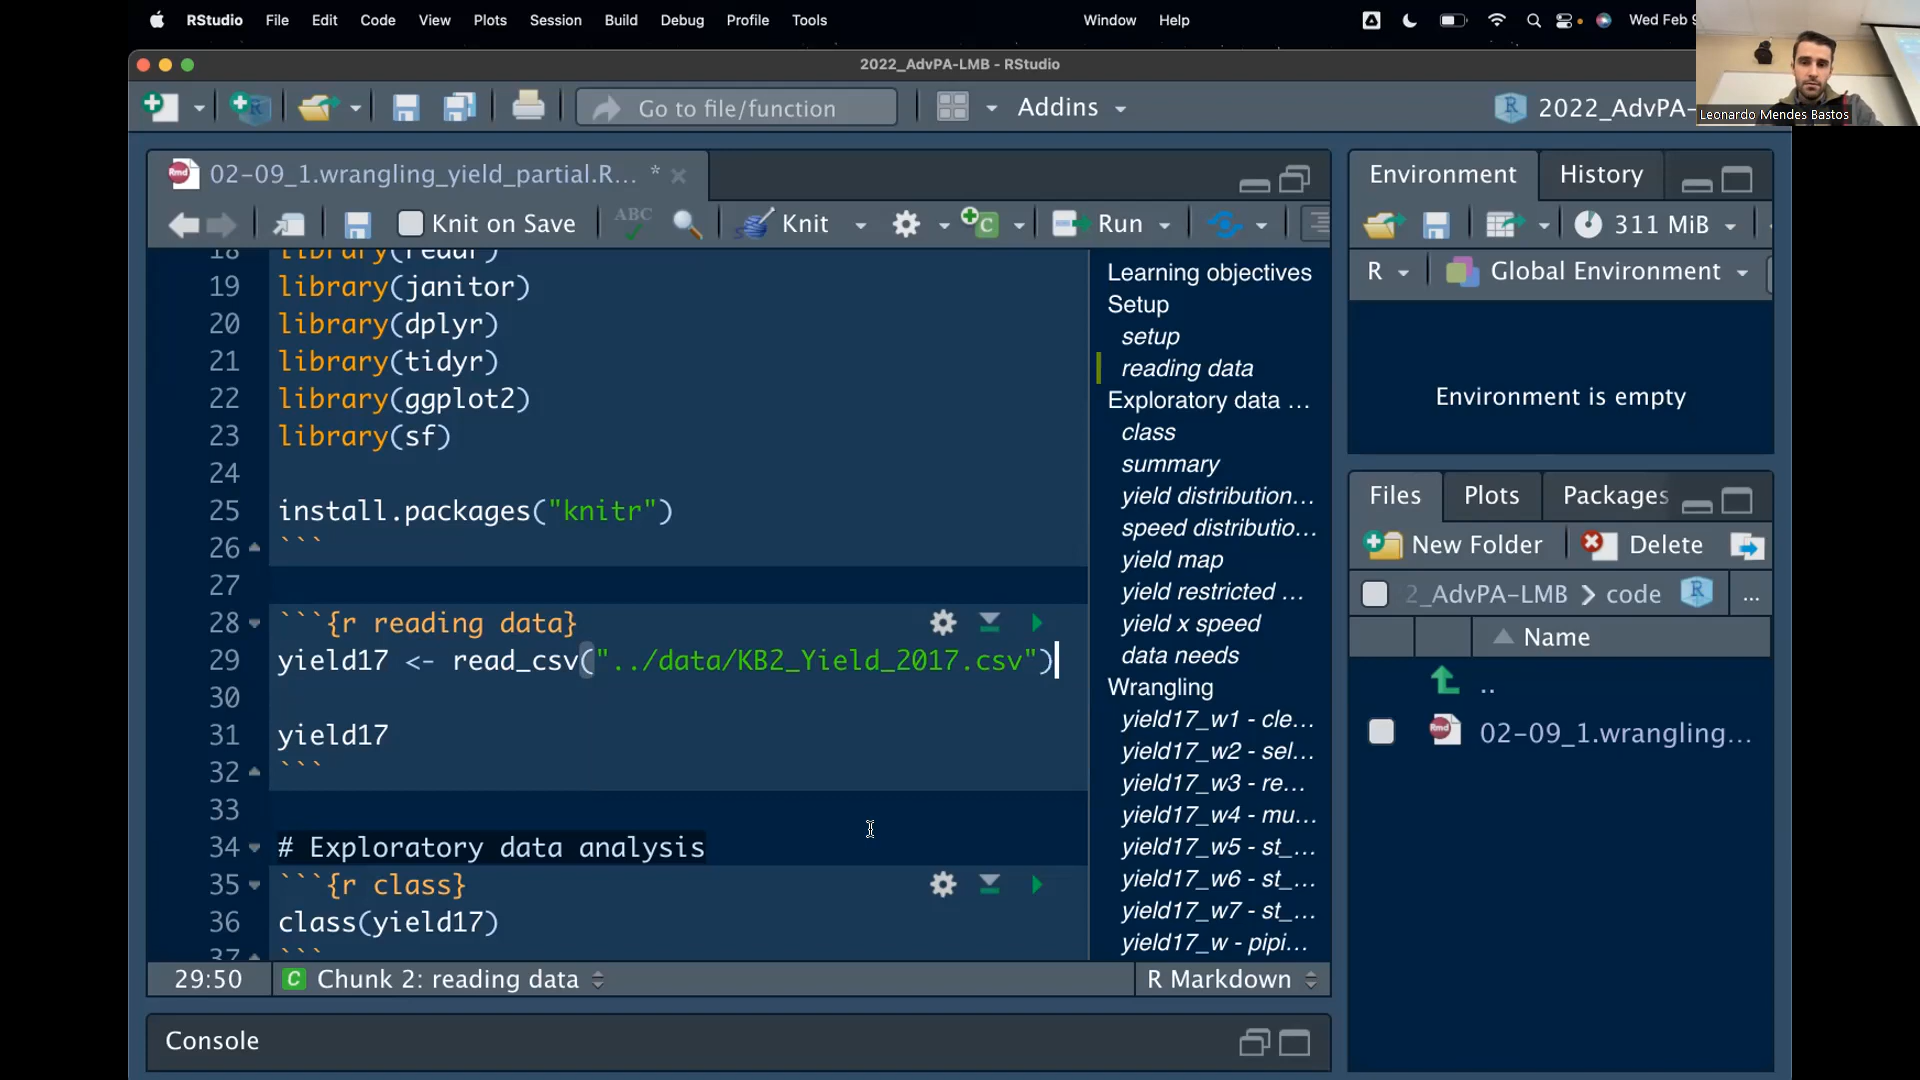 RStudio File Edit Code View Plots Session Build Debug Profile Tools Window Help Wed Feb 9
2022_AdvPA-LMB - RStudio
Leonardo Mendes Bastos
Go to file/function Addins 2022_AdvPA-
02-09_1.wrangling_yield_partial.R... *
Knit on Save ABC Knit Run
18 library(readr)
19 library(janitor)
20 library(dplyr)
21 library(tidyr)
22 library(ggplot2)
23 library(sf)
24
25 install.packages("knitr")
26 ```
27
28 ```{r reading data}
29 yield17 <- read_csv("../data/KB2_Yield_2017.csv")
30
31 yield17
32 ```
33
34 # Exploratory data analysis
35 ```{r class}
36 class(yield17)
37 ```
29:50 Chunk 2: reading data R Markdown
Console
Learning objectives
Setup
setup
reading data
Exploratory data ...
class
summary
yield distribution...
speed distributio...
yield map
yield restricted ...
yield x speed
data needs
Wrangling
yield17_w1 - cle...
yield17_w2 - sel...
yield17_w3 - re...
yield17_w4 - mu...
yield17_w5 - st_...
yield17_w6 - st_...
yield17_w7 - st_...
yield17_w - pipi...
Environment History
311 MiB
R Global Environment
Environment is empty
Files Plots Packages
New Folder Delete
2_AdvPA-LMB code ...
Name
..
02-09_1.wrangling...